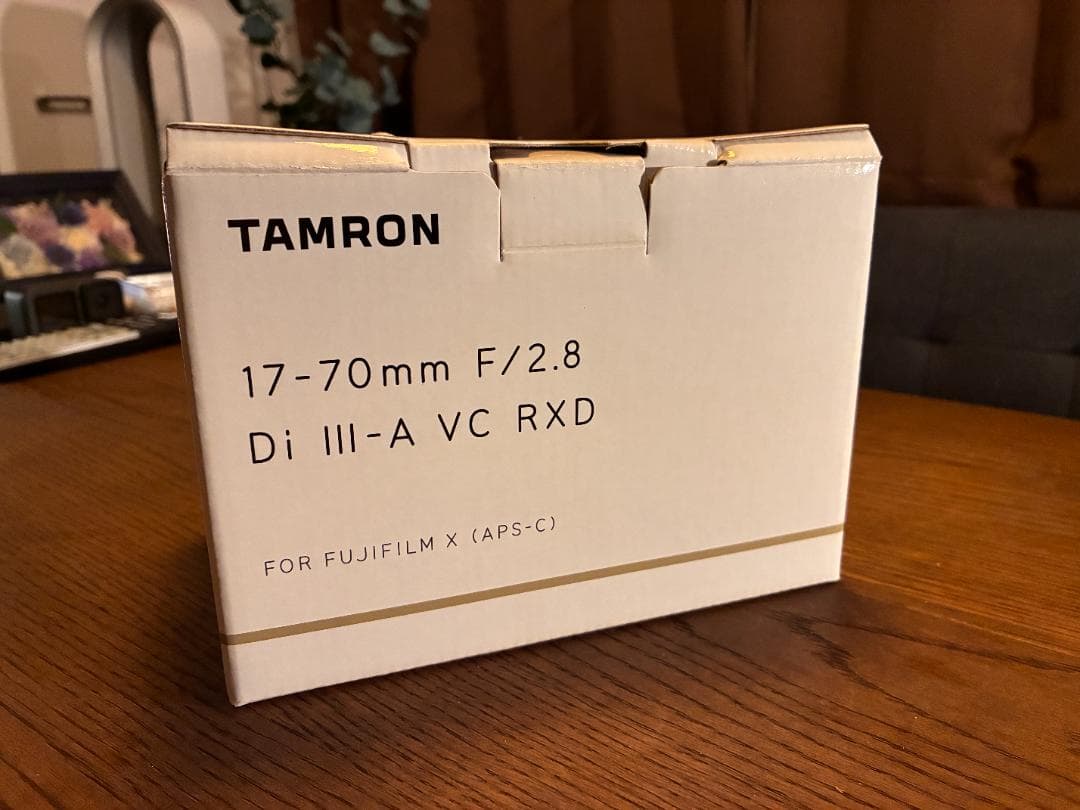 TAMRON
17-70mm F/2.8
Di III-A VC RXD
FOR FUJIFILM X (APS-C)